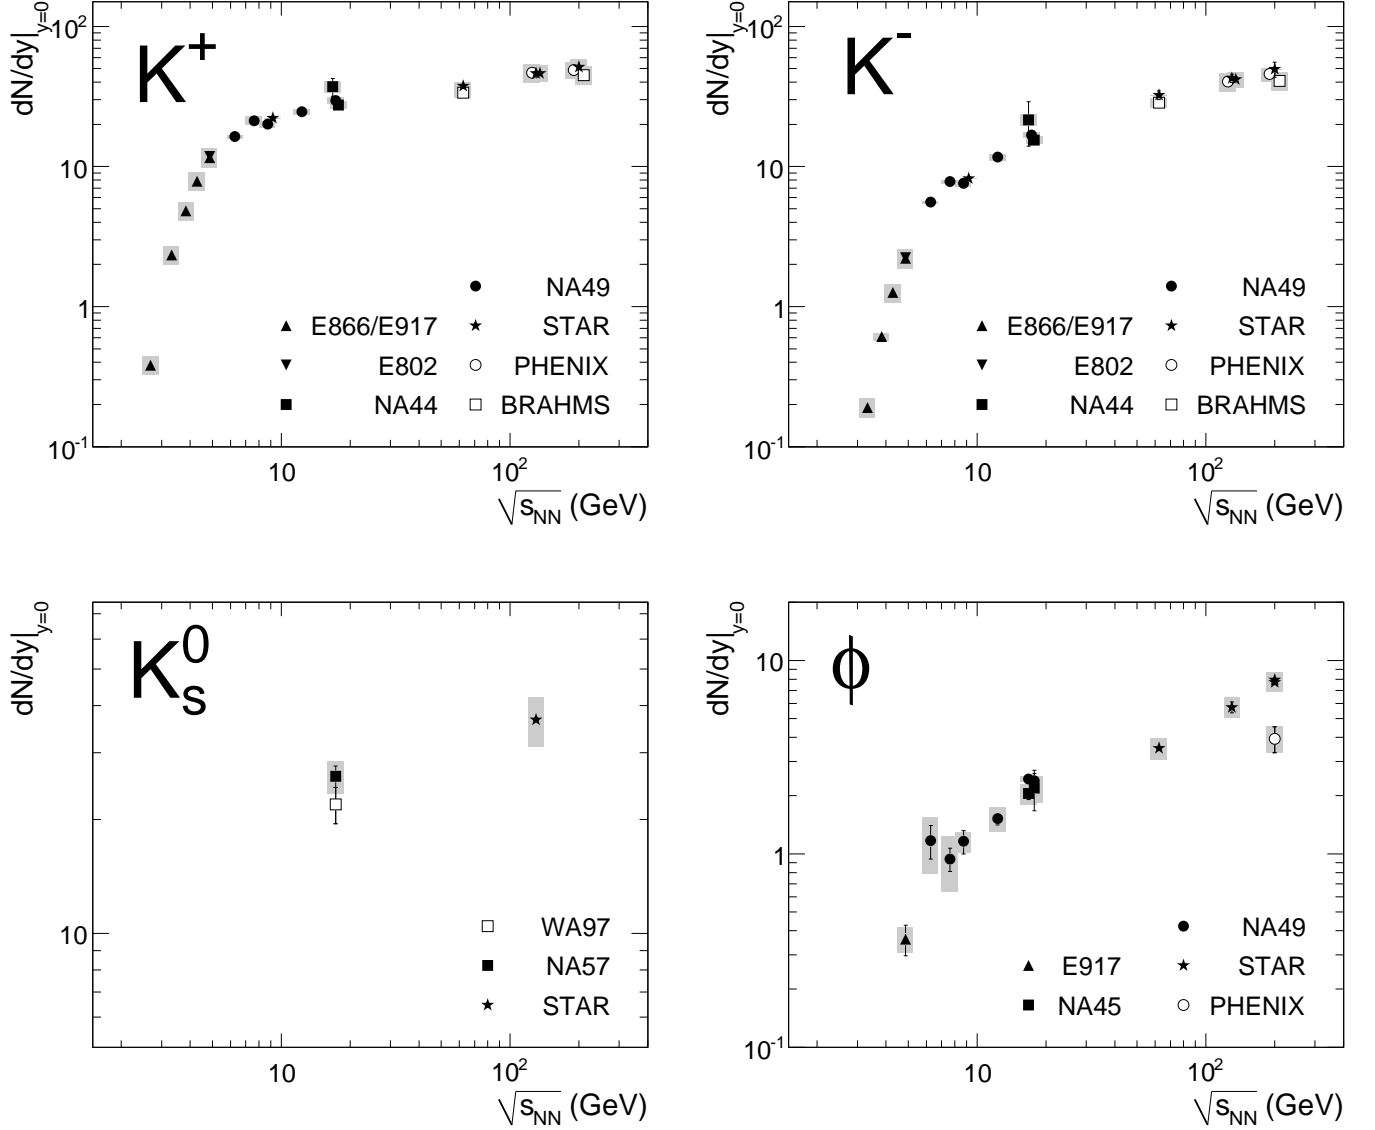 dN/dy|y=0
K+
10²
10
1
10-1
NA49
E866/E917 STAR
E802 PHENIX
NA44 BRAHMS
10 10²
√sNN (GeV)
dN/dy|y=0
K-
10²
10
1
10-1
NA49
E866/E917 STAR
E802 PHENIX
NA44 BRAHMS
10 10²
√sNN (GeV)
dN/dy|y=0
K0s
10
WA97
NA57
STAR
10 10²
√sNN (GeV)
dN/dy|y=0
ϕ
10
1
10-1
NA49
E917 STAR
NA45 PHENIX
10 10²
√sNN (GeV)